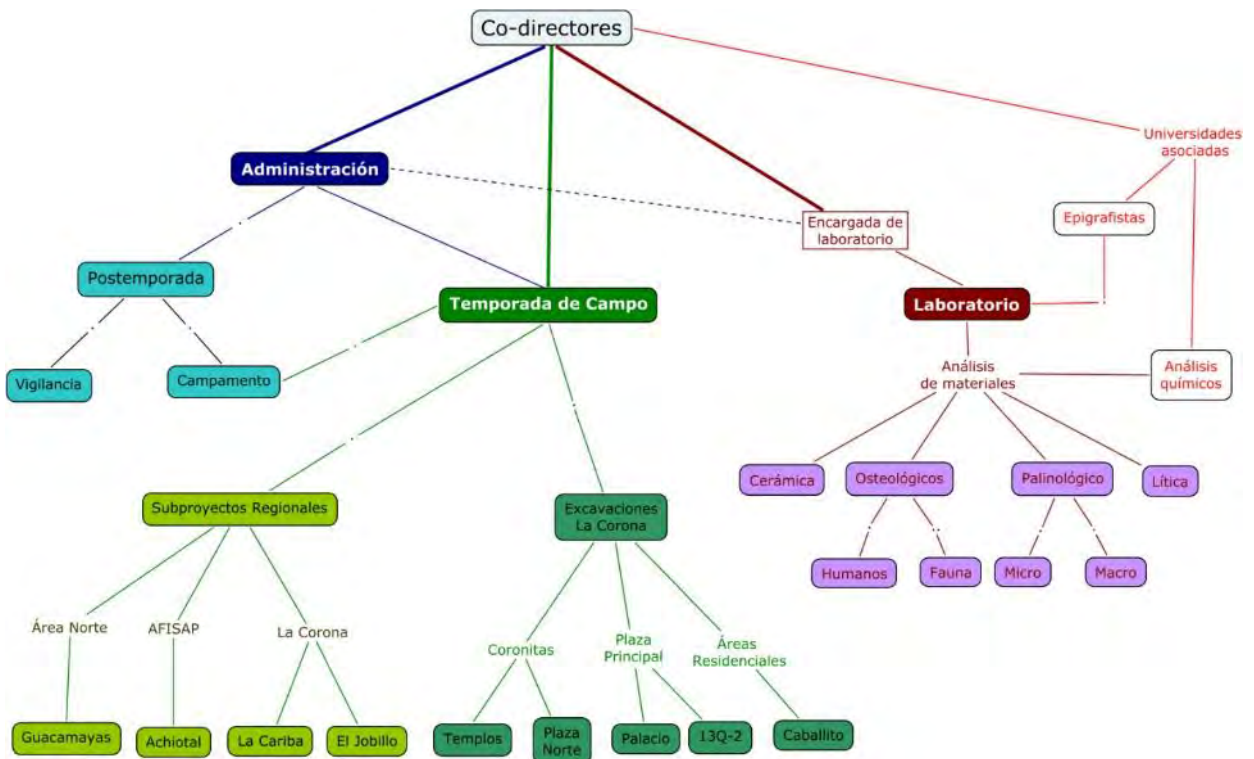 Co-directores
Universidades
asociadas
Administración
Epigrafistas
Encargada de
laboratorio
Postemporada
Temporada de Campo
Laboratorio
Vigilancia
Campamento
Análisis
de materiales
Análisis
químicos
Cerámica
Osteológicos
Palinológico
Lítica
Subproyectos Regionales
Excavaciones
La Corona
Humanos
Fauna
Micro
Macro
Área Norte
AFISAP
La Corona
Coronitas
Plaza
Principal
Áreas
Residenciales
Guacamayas
Achiotal
La Cariba
El Jobillo
Templos
Plaza
Norte
Palacio
13Q-2
Caballito